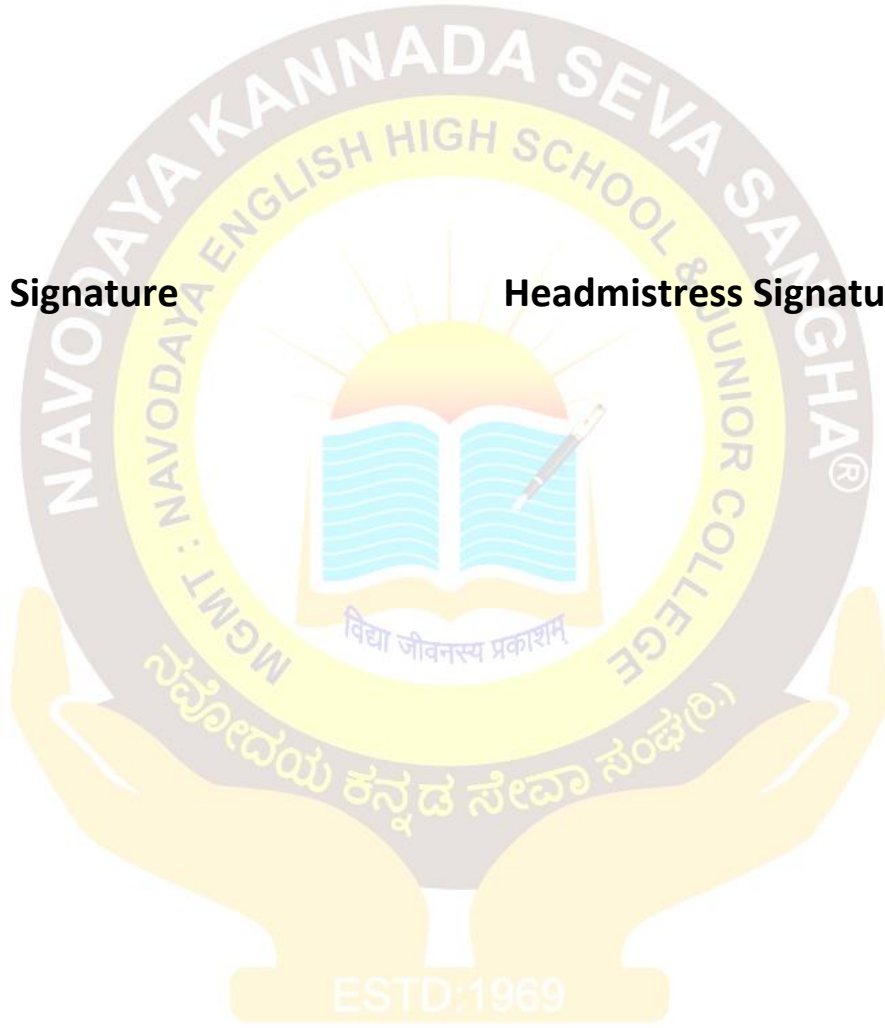 NAVODAYA KANNADA SEVA SANGHA®
MGMT : NAVODAYA ENGLISH HIGH SCHOOL & JUNIOR COLLEGE
Signature Headmistress Signatu
विद्या जीवनस्य प्रकाशम्
ನವೋದಯ ಕನ್ನಡ ಸೇವಾ ಸಂಘ(ರಿ.)
ESTD:1969